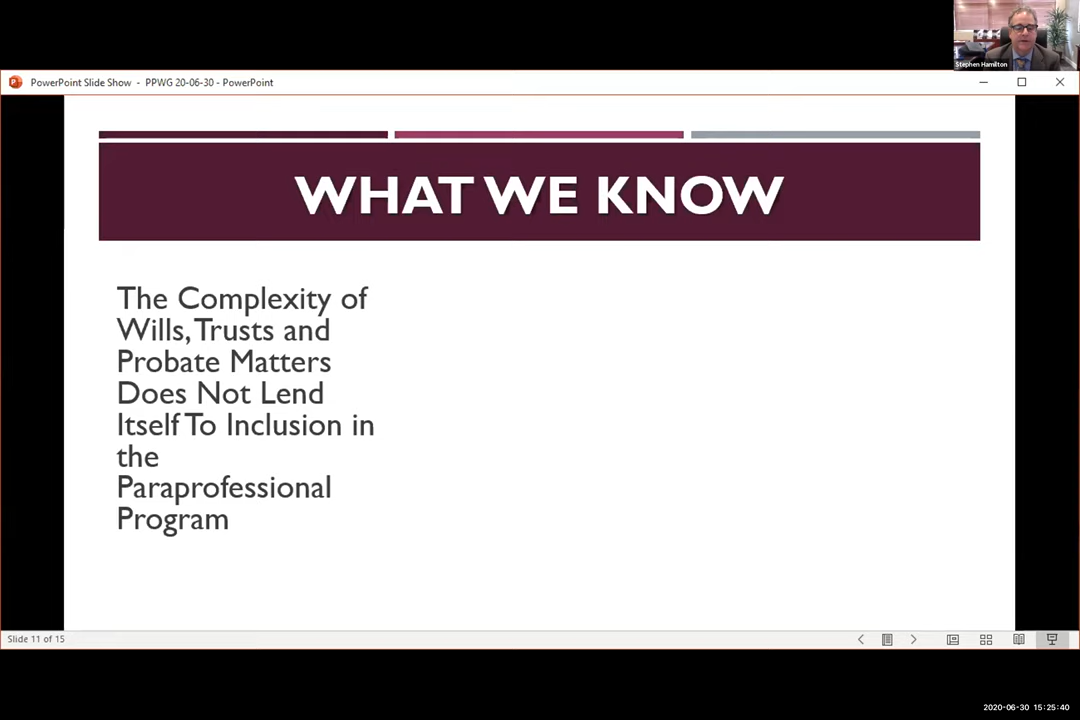 Stephen Hamilton
PowerPoint Slide Show - PPWG 20-06-30 - PowerPoint
WHAT WE KNOW
The Complexity of
Wills, Trusts and
Probate Matters
Does Not Lend
Itself To Inclusion in
the
Paraprofessional
Program
Slide 11 of 15
2020-06-30 15:25:40